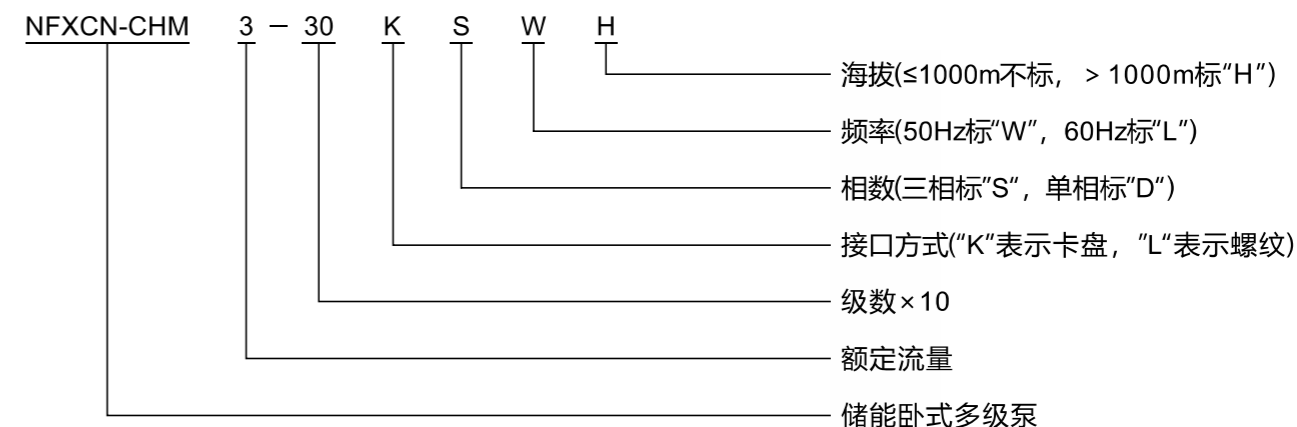 NFXCN-CHM 3 － 30 K S W H
海拔(≤1000m不标，＞1000m标“H”)
频率(50Hz标“W”，60Hz标“L”)
相数(三相标”S“，单相标”D“)
接口方式(“K”表示卡盘，”L“表示螺纹)
级数×10
额定流量
储能卧式多级泵